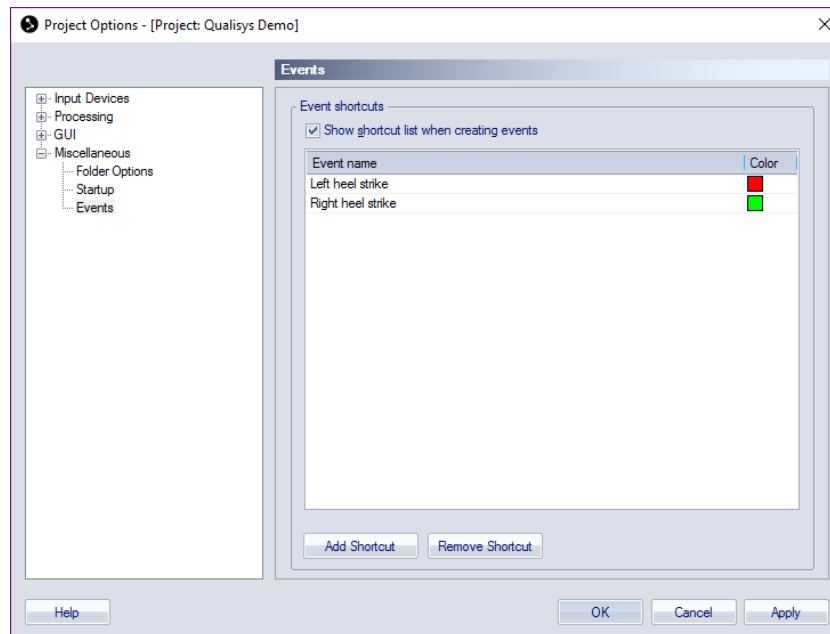 Project Options - [Project: Qualisys Demo]
Events
Input Devices
Processing
GUI
Miscellaneous
Folder Options
Startup
Events
Event shortcuts
Show shortcut list when creating events
Event name Color
Left heel strike
Right heel strike
Add Shortcut Remove Shortcut
Help OK Cancel Apply